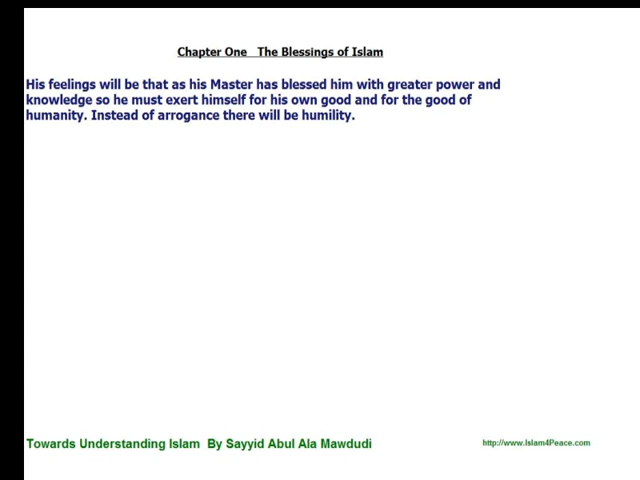 Chapter One   The Blessings of Islam
His feelings will be that as his Master has blessed him with greater power and
knowledge so he must exert himself for his own good and for the good of
humanity. Instead of arrogance there will be humility.
Towards Understanding Islam  By Sayyid Abul Ala Mawdudi
http://www.Islam4Peace.com